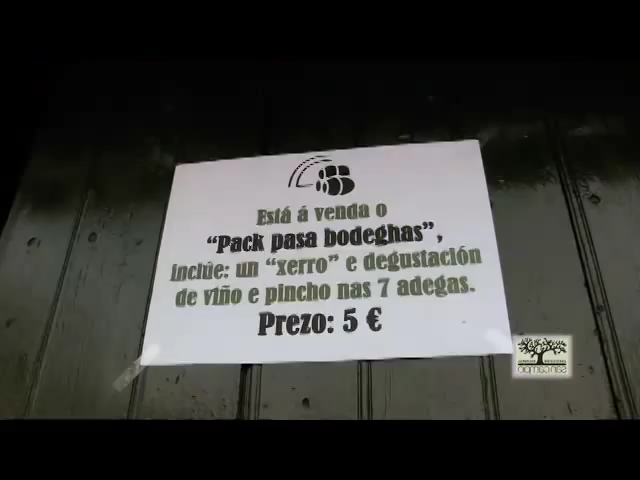 Está á venda o
“Pack pasa bodeghas”,
inclúe: un “xerro” e degustación
de viño e pincho nas 7 adegas.
Prezo: 5 €